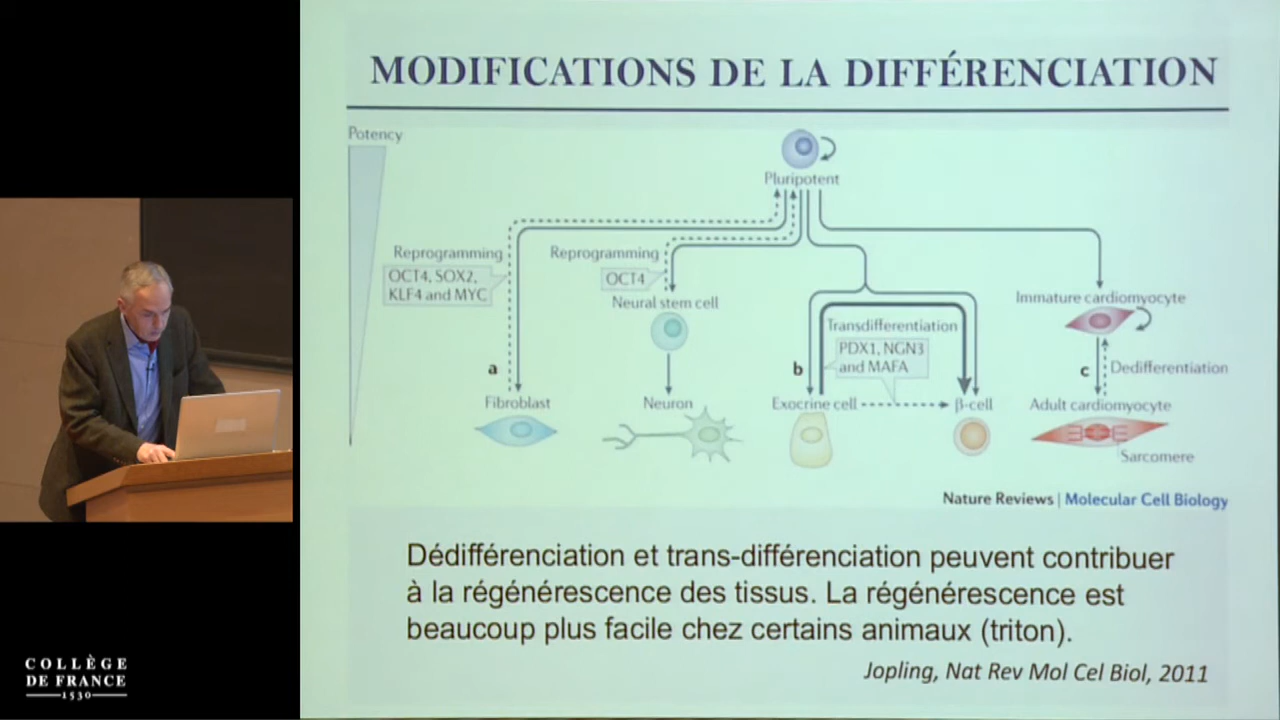 MODIFICATIONS DE LA DIFFÉRENCIATION
Potency
Pluripotent
Reprogramming
OCT4, SOX2,
KLF4 and MYC
Reprogramming
OCT4
Neural stem cell
Immature cardiomyocyte
Transdifferentiation
PDX1, NGN3
and MAFA
a
b
c
Dedifferentiation
Fibroblast
Neuron
Exocrine cell
β-cell
Adult cardiomyocyte
Sarcomere
Nature Reviews | Molecular Cell Biology
Dédifférenciation et trans-différenciation peuvent contribuer
à la régénérescence des tissus. La régénérescence est
beaucoup plus facile chez certains animaux (triton).
Jopling, Nat Rev Mol Cel Biol, 2011
COLLÈGE
DE FRANCE
1530